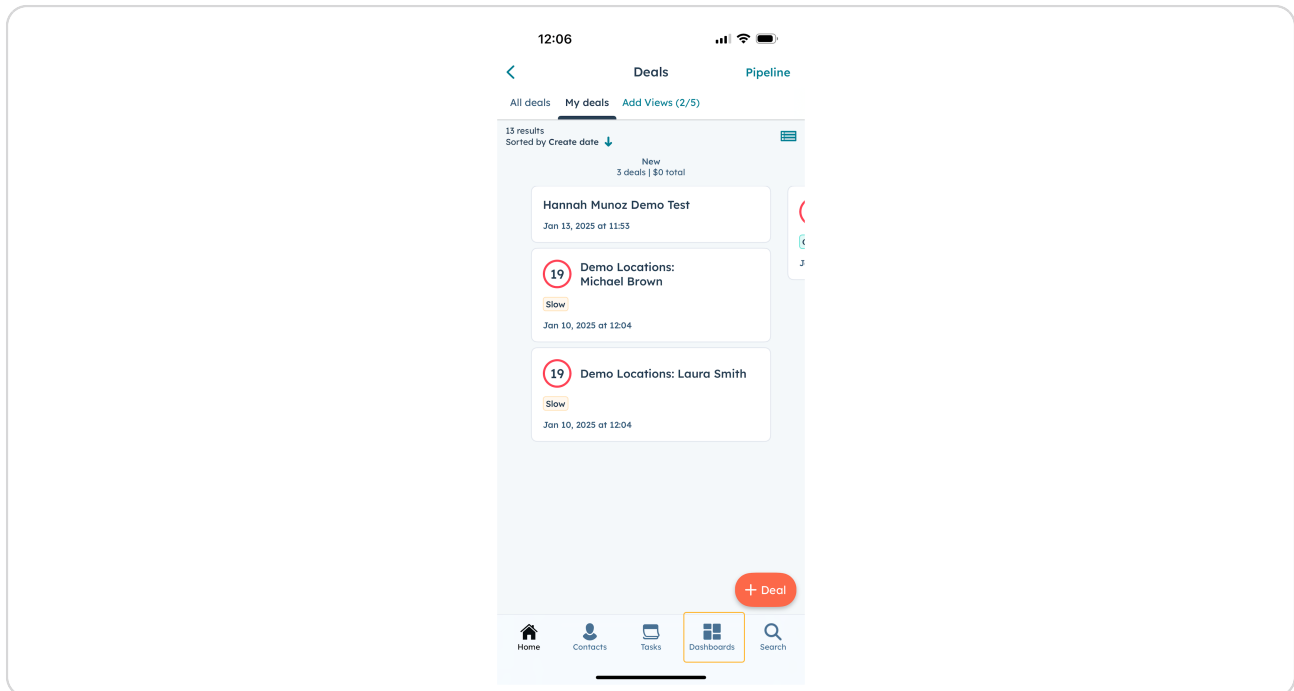 12:06
Deals
Pipeline
All deals
My deals
Add Views (2/5)
13 results
Sorted by Create date
New
3 deals | $0 total
Hannah Munoz Demo Test
Jan 13, 2025 at 11:53
19
Demo Locations:
Michael Brown
Slow
Jan 10, 2025 at 12:04
19
Demo Locations: Laura Smith
Slow
Jan 10, 2025 at 12:04
+ Deal
Home
Contacts
Tasks
Dashboards
Search